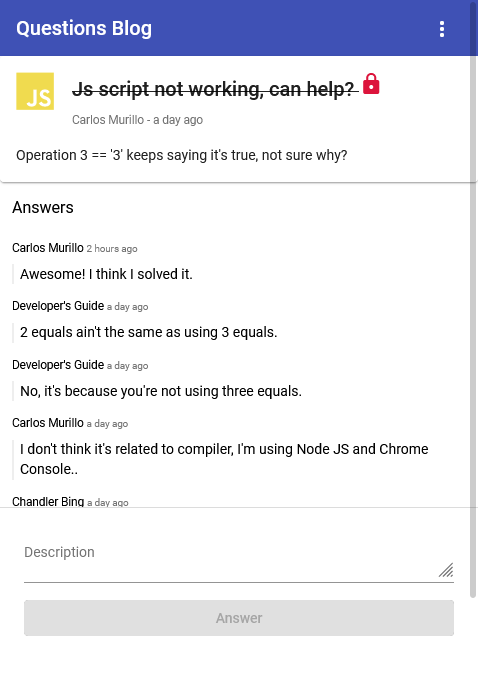 Questions Blog
JS
Js script not working, can help?
Carlos Murillo - a day ago
Operation 3 == '3' keeps saying it's true, not sure why?
Answers
Carlos Murillo 2 hours ago
Awesome! I think I solved it.
Developer's Guide a day ago
2 equals ain't the same as using 3 equals.
Developer's Guide a day ago
No, it's because you're not using three equals.
Carlos Murillo a day ago
I don't think it's related to compiler, I'm using Node JS and Chrome
Console..
Chandler Bing a day ago
Description
Answer